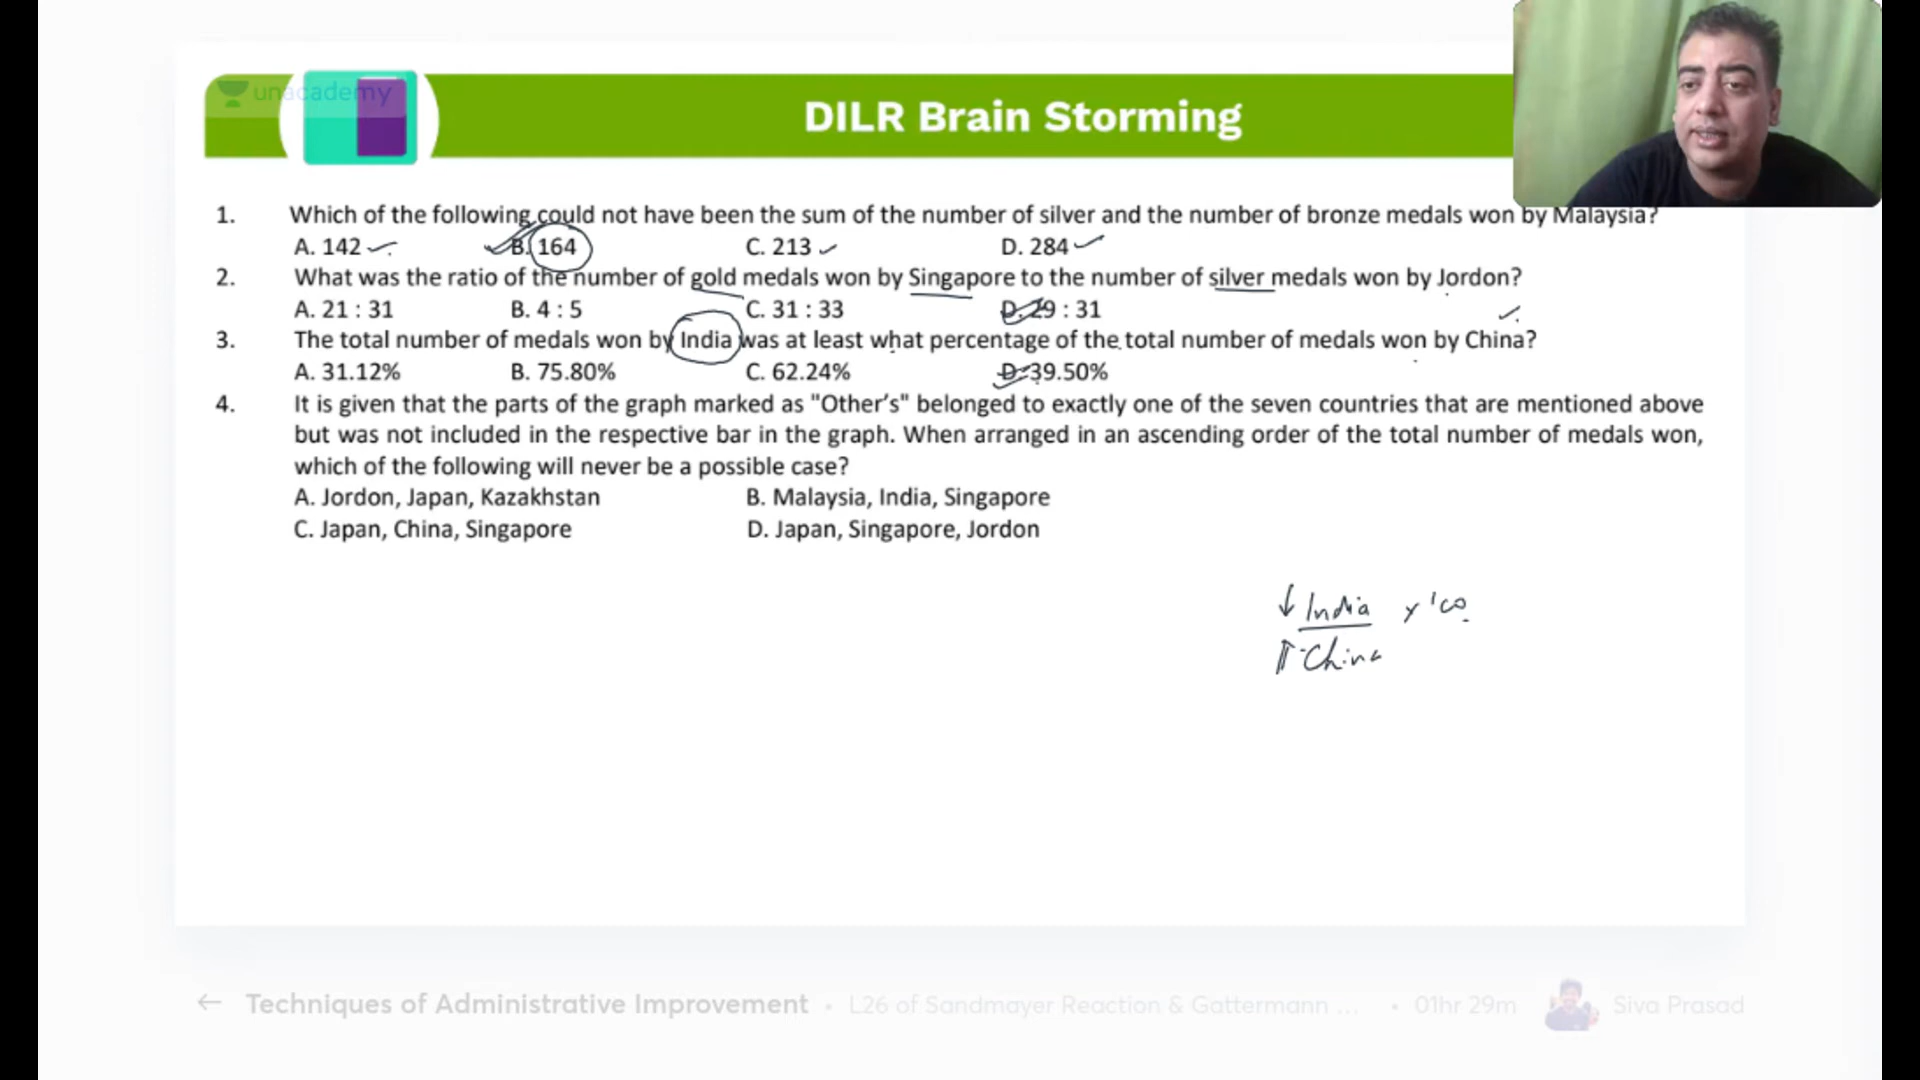 unacademy
DILR Brain Storming
1. Which of the following could not have been the sum of the number of silver and the number of bronze medals won by Malaysia?
A. 142 B. 164 C. 213 D. 284
2. What was the ratio of the number of gold medals won by Singapore to the number of silver medals won by Jordon?
A. 21 : 31 B. 4 : 5 C. 31 : 33 D. 29 : 31
3. The total number of medals won by India was at least what percentage of the total number of medals won by China?
A. 31.12% B. 75.80% C. 62.24% D. 39.50%
4. It is given that the parts of the graph marked as "Other's" belonged to exactly one of the seven countries that are mentioned above
but was not included in the respective bar in the graph. When arranged in an ascending order of the total number of medals won,
which of the following will never be a possible case?
A. Jordon, Japan, Kazakhstan B. Malaysia, India, Singapore
C. Japan, China, Singapore D. Japan, Singapore, Jordon
↓ India
China
← Techniques of Administrative Improvement • L26 of Sandmayer Reaction & Gattermann ... • 01hr 29m Siva Prasad